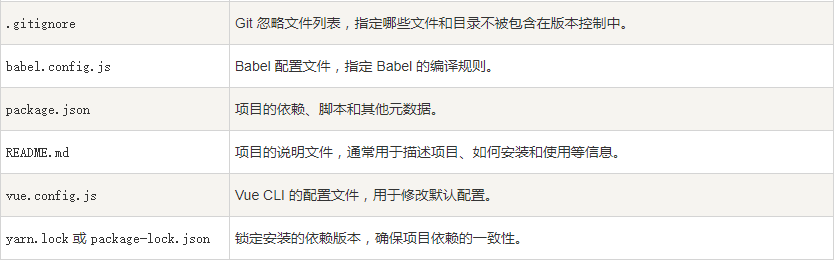 .gitignore Git 忽略文件列表，指定哪些文件和目录不被包含在版本控制中。
babel.config.js Babel 配置文件，指定 Babel 的编译规则。
package.json 项目的依赖、脚本和其他元数据。
README.md 项目的说明文件，通常用于描述项目、如何安装和使用等信息。
vue.config.js Vue CLI 的配置文件，用于修改默认配置。
yarn.lock 或 package-lock.json 锁定安装的依赖版本，确保项目依赖的一致性。